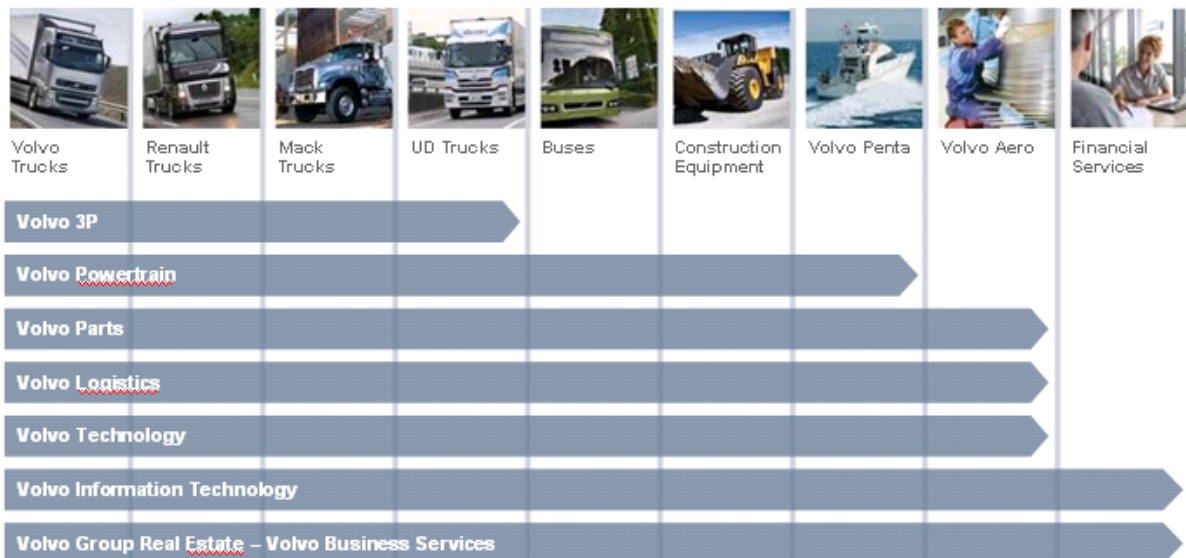 Volvo
Trucks
Renault
Trucks
Mack
Trucks
UD Trucks
Buses
Construction
Equipment
Volvo Penta
Volvo Aero
Financial
Services
Volvo 3P
Volvo Powertrain
Volvo Parts
Volvo Logistics
Volvo Technology
Volvo Information Technology
Volvo Group Real Estate – Volvo Business Services